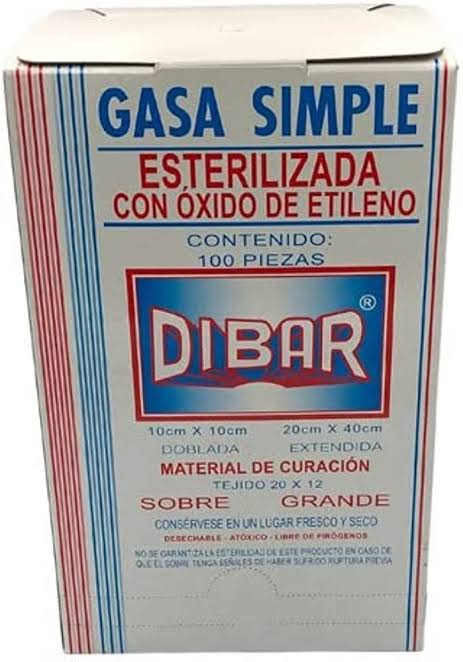 GASA SIMPLE
ESTERILIZADA
CON ÓXIDO DE ETILENO
CONTENIDO:
100 PIEZAS
DIBAR®
10cm X 10cm 20cm X 40cm
DOBLADA EXTENDIDA
MATERIAL DE CURACIÓN
TEJIDO 20 X 12
SOBRE GRANDE
CONSÉRVESE EN UN LUGAR FRESCO Y SECO
DESECHABLE - ATÓXICO - LIBRE DE PIRÓGENOS
NO SE GARANTIZA LA ESTERILIDAD DE ESTE PRODUCTO EN CASO DE
QUE EL SOBRE TENGA SEÑALES DE HABER SUFRIDO RUPTURA PREVIA